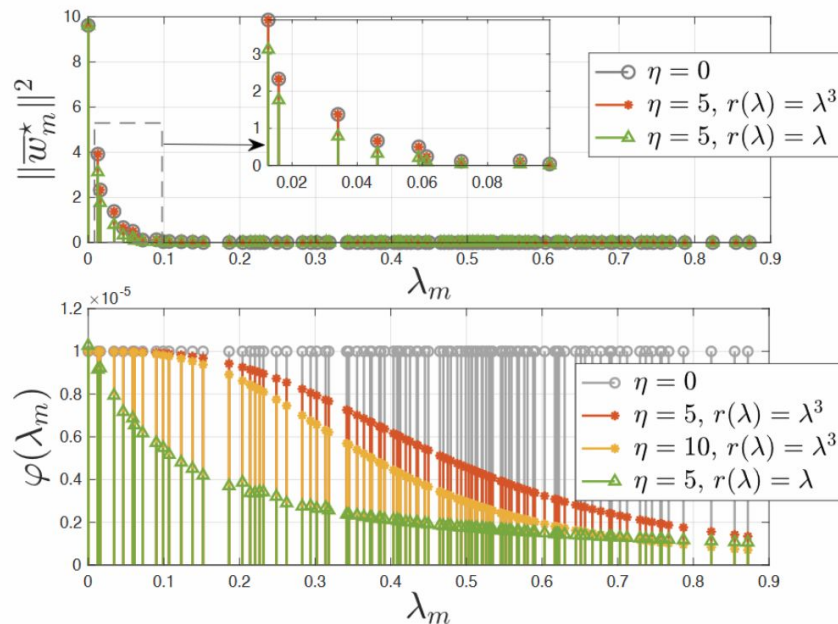 10
8
6
4
2
0
‖w̅*ₘ‖²
0 0.1 0.2 0.3 0.4 0.5 0.6 0.7 0.8 0.9
λₘ
3
2
1
0
0.02 0.04 0.06 0.08
η = 0
η = 5, r(λ) = λ³
η = 5, r(λ) = λ
×10⁻⁵
1.2
1
0.8
0.6
0.4
0.2
0
φ(λₘ)
0 0.1 0.2 0.3 0.4 0.5 0.6 0.7 0.8 0.9
λₘ
η = 0
η = 5, r(λ) = λ³
η = 10, r(λ) = λ³
η = 5, r(λ) = λ